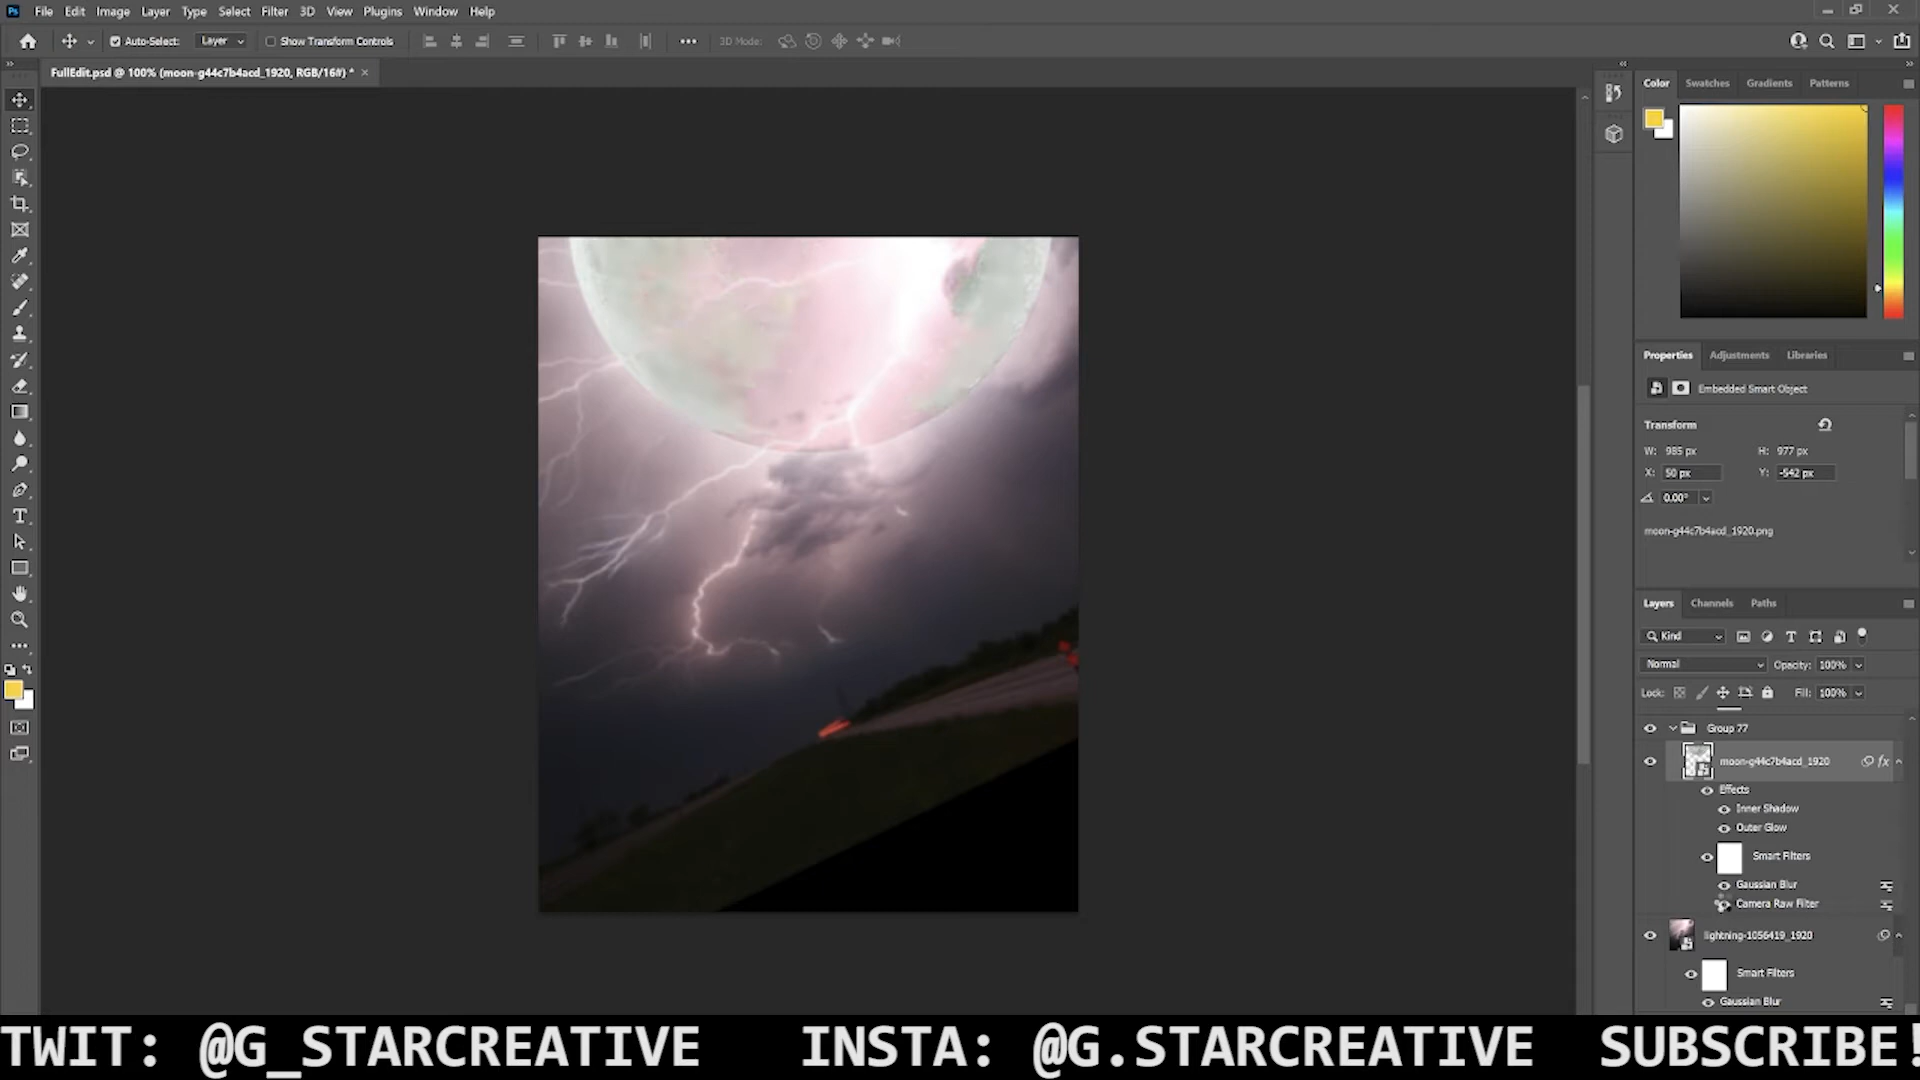 Ps File Edit Image Layer Type Select Filter 3D View Plugins Window Help
Auto-Select: Layer Show Transform Controls 3D Mode:
FullEdit.psd @ 100% (moon-g44c7b4acd_1920, RGB/16#) * ×
Color Swatches Gradients Patterns
Properties Adjustments Libraries
Embedded Smart Object
Transform
W: 985 px H: 977 px
X: 50 px Y: -542 px
0.00°
moon-g44c7b4acd_1920.png
Layers Channels Paths
Kind
Normal Opacity: 100%
Lock: Fill: 100%
Group 77
moon-g44c7b4acd_1920 fx
Effects
Inner Shadow
Outer Glow
Smart Filters
Gaussian Blur
Camera Raw Filter
lightning-1056419_1920
Smart Filters
Gaussian Blur
TWIT: @G_STARCREATIVE INSTA: @G.STARCREATIVE SUBSCRIBE!